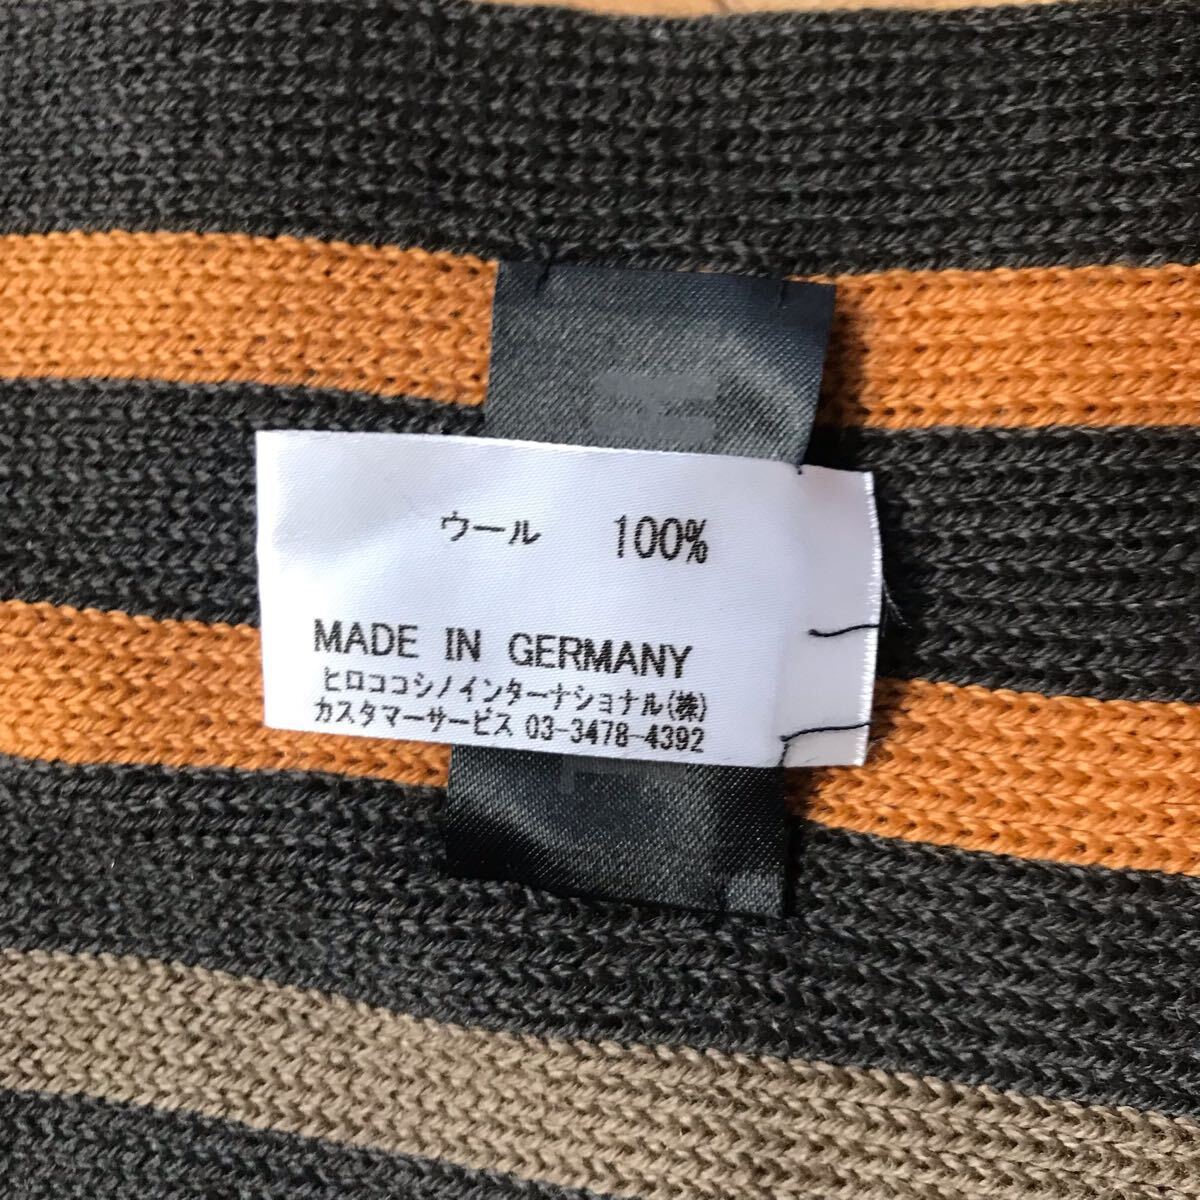 ウール 100%
MADE IN GERMANY
ヒロココシノインターナショナル(株)
カスタマーサービス 03-3478-4392